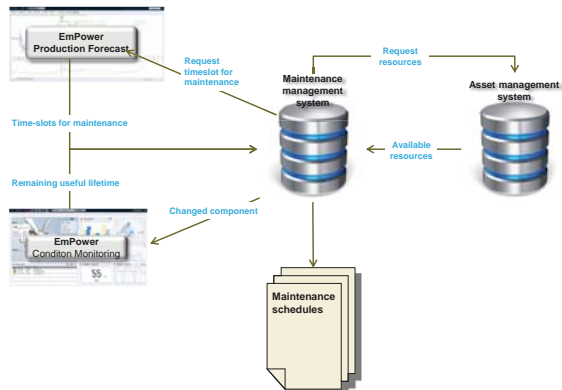 EmPower
Production Forecast
Request
timeslot for
maintenance
Maintenance
management
system
Request
resources
Asset management
system
Time-slots for maintenance
Available
resources
Remaining useful lifetime
Changed component
EmPower
Conditon Monitoring
55
Maintenance
schedules